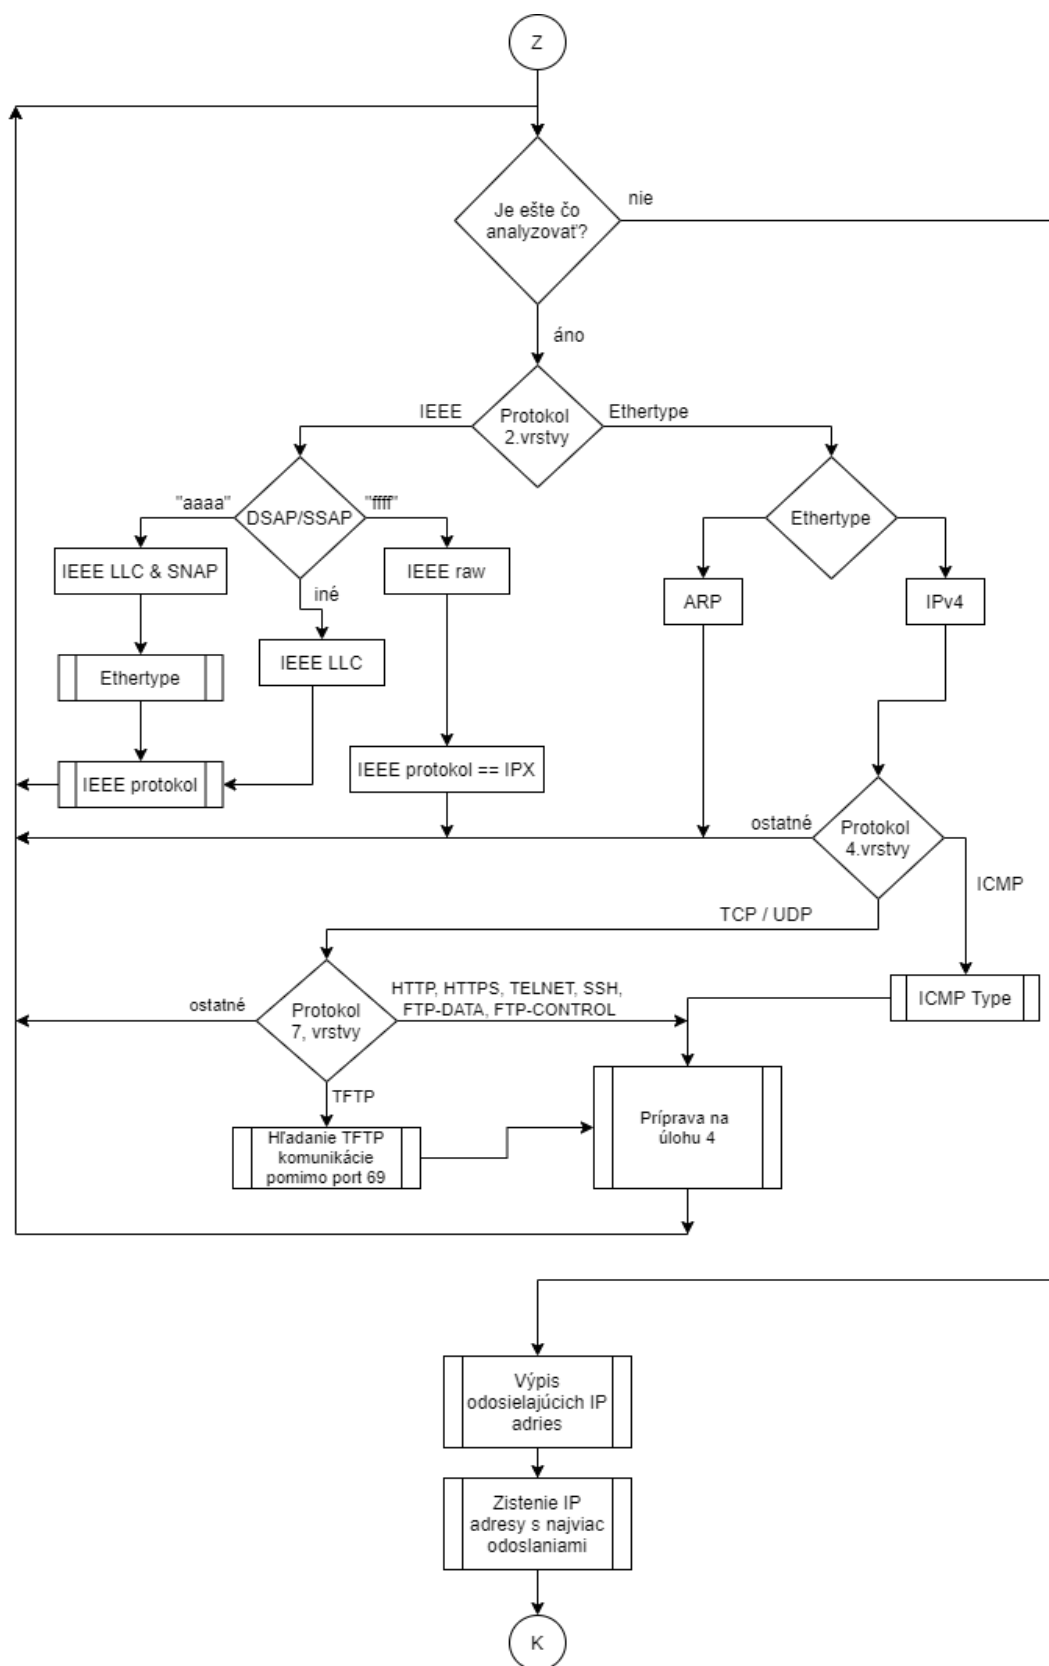 Z
Je ešte čo
analyzovať?
nie
áno
IEEE
Protokol
2.vrstvy
Ethertype
"aaaa"
DSAP/SSAP
"ffff"
Ethertype
IEEE LLC & SNAP
iné
IEEE raw
ARP
IPv4
Ethertype
IEEE LLC
IEEE protokol
IEEE protokol == IPX
ostatné
Protokol
4.vrstvy
ICMP
TCP / UDP
ostatné
Protokol
7, vrstvy
HTTP, HTTPS, TELNET, SSH,
FTP-DATA, FTP-CONTROL
ICMP Type
TFTP
Hľadanie TFTP
komunikácie
pomimo port 69
Príprava na
úlohu 4
Výpis
odosielajúcich IP
adries
Zistenie IP
adresy s najviac
odoslaniami
K